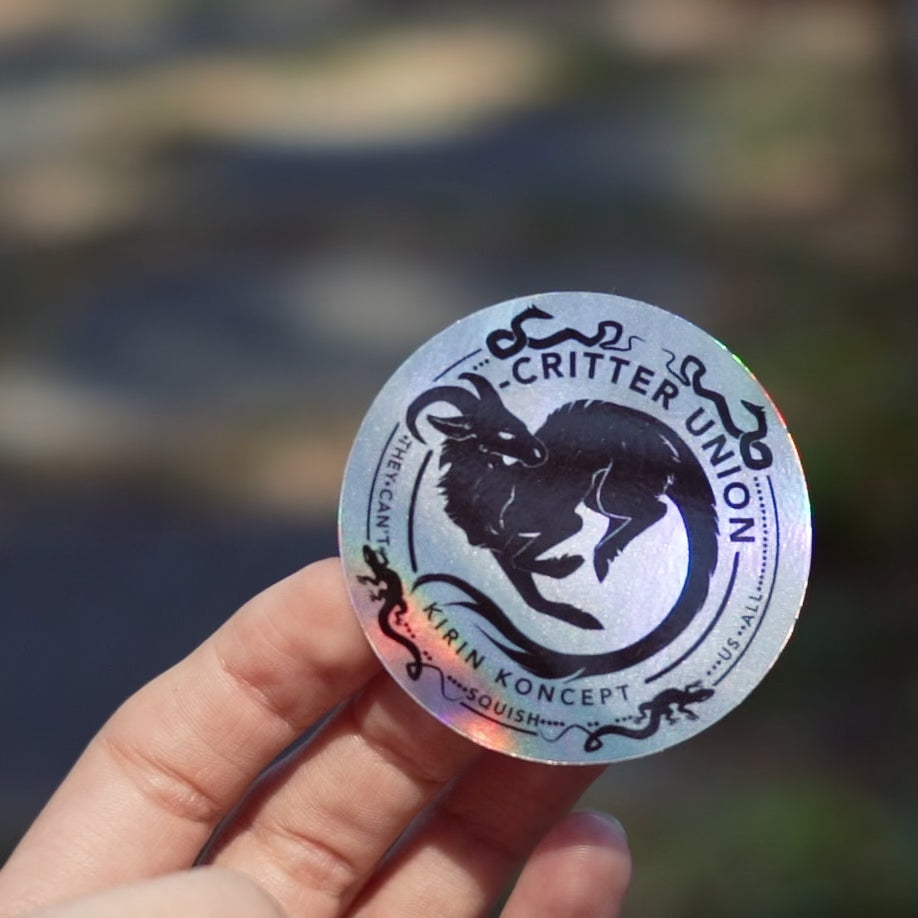 -CRITTER UNION
THEY·CAN'T
SQUISH
US··ALL
KIRIN KONCEPT